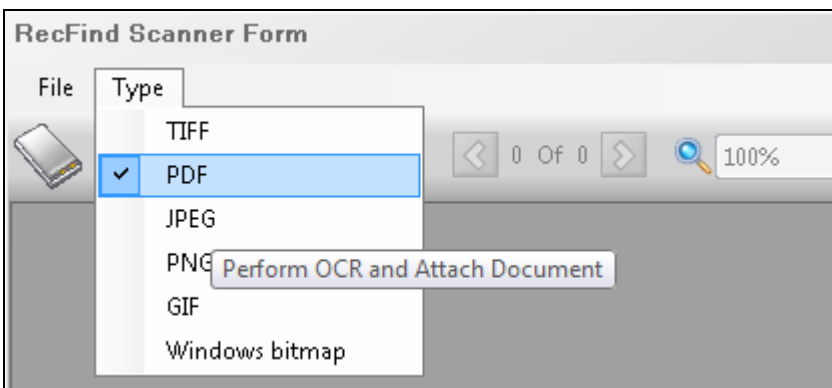 RecFind Scanner Form
File Type
TIFF
0 Of 0 100%
PDF
JPEG
PNG
Perform OCR and Attach Document
GIF
Windows bitmap